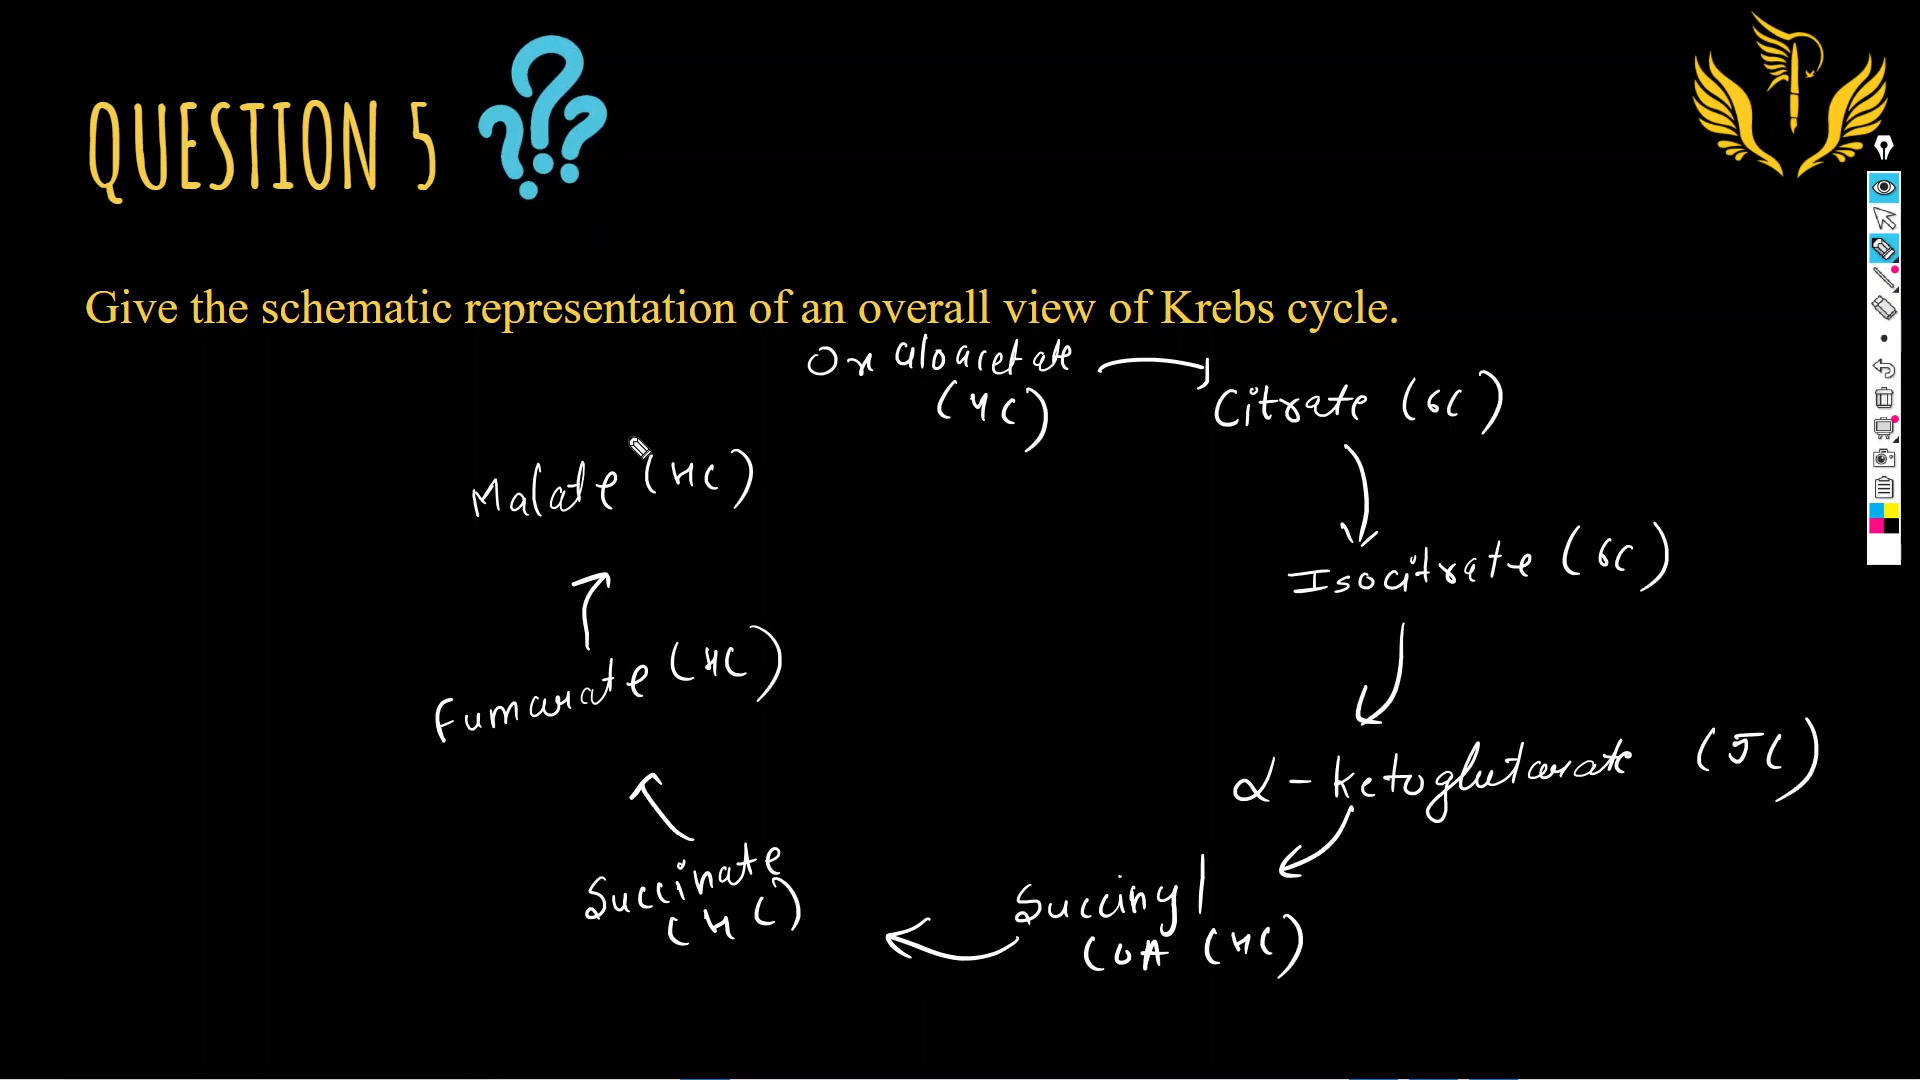 QUESTION 5
Give the schematic representation of an overall view of Krebs cycle.
Oxaloacetate
(4C)
Citrate (6C)
Isocitrate (6C)
α-ketoglutarate (5C)
Succinyl
COA (4C)
Succinate
(4C)
Fumarate (4C)
Malate (4C)